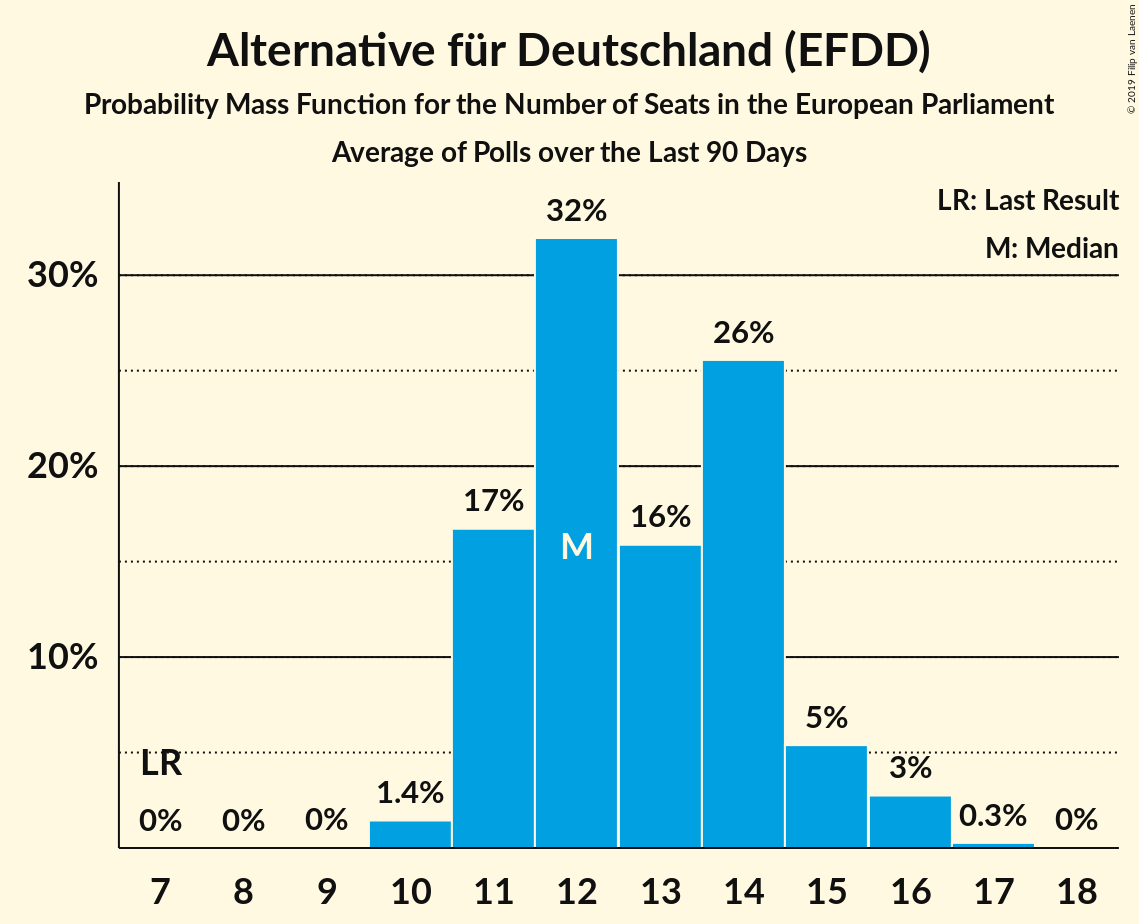 Alternative für Deutschland (EFDD)
Probability Mass Function for the Number of Seats in the European Parliament
Average of Polls over the Last 90 Days
© 2019 Filip van Laenen
LR: Last Result
M: Median
30%
20%
10%
LR
0%
0%
0%
1.4%
17%
32%
M
16%
26%
5%
3%
0.3%
0%
7 8 9 10 11 12 13 14 15 16 17 18